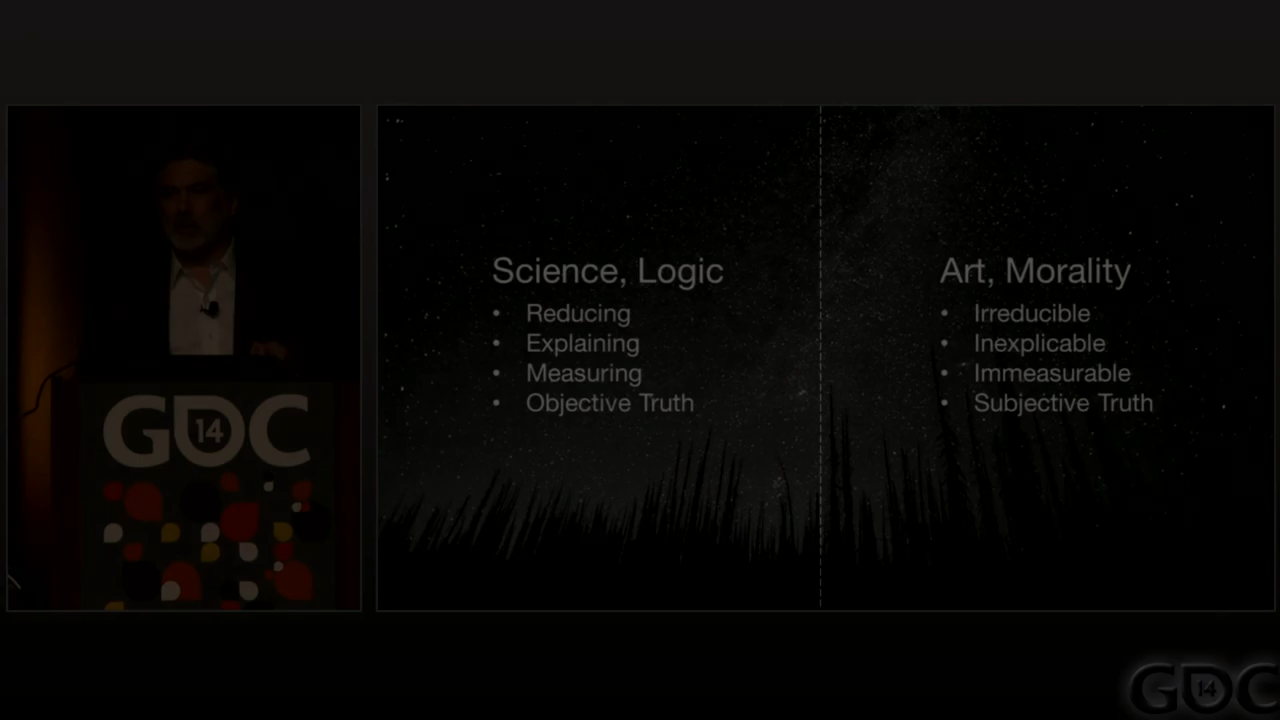 GDC
14
Science, Logic
• Reducing
• Explaining
• Measuring
• Objective Truth
Art, Morality
• Irreducible
• Inexplicable
• Immeasurable
• Subjective Truth
GDC
14